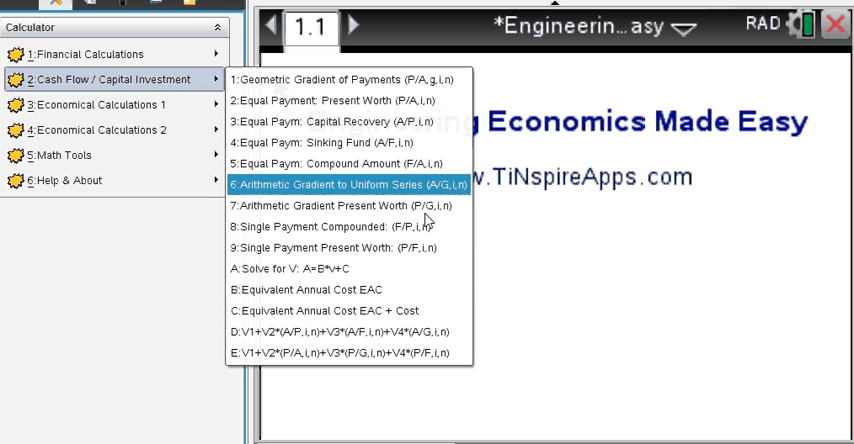 Calculator
1:Financial Calculations
2:Cash Flow / Capital Investment
3:Economical Calculations 1
4:Economical Calculations 2
5:Math Tools
6:Help & About
1:Geometric Gradient of Payments (P/A,g,i,n)
2:Equal Payment: Present Worth (P/A,i,n)
3:Equal Paym: Capital Recovery (A/P,i,n)
4:Equal Paym: Sinking Fund (A/F,i,n)
5:Equal Paym: Compound Amount (F/A,i,n)
6:Arithmetic Gradient to Uniform Series (A/G,i,n)
7:Arithmetic Gradient Present Worth (P/G,i,n)
8:Single Payment Compounded: (F/P,i,n)
9:Single Payment Present Worth: (P/F,i,n)
A:Solve for V: A=B*v+C
B:Equivalent Annual Cost EAC
C:Equivalent Annual Cost EAC + Cost
D:V1+V2*(A/P,i,n)+V3*(A/F,i,n)+V4*(A/G,i,n)
E:V1+V2*(P/A,i,n)+V3*(P/G,i,n)+V4*(P/F,i,n)
1.1
*Engineerin...asy
RAD
g Economics Made Easy
w.TiNspireApps.com